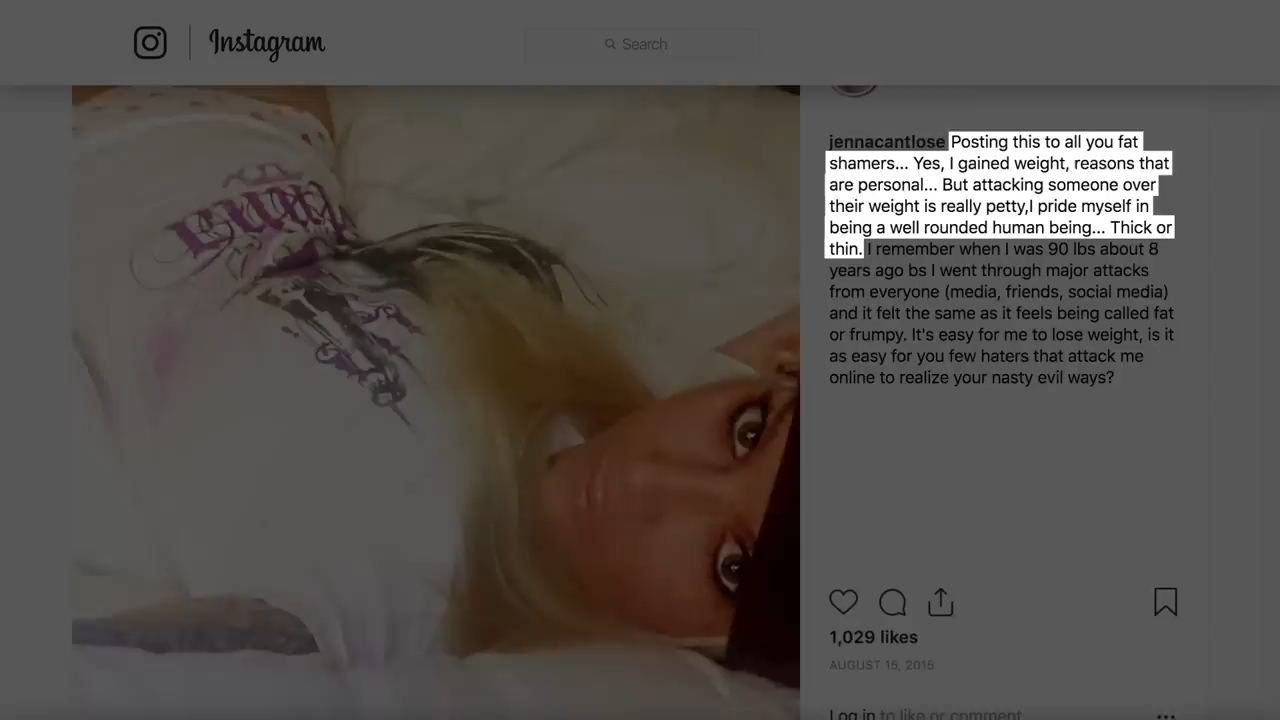 Instagram
Search
jennacantlose Posting this to all you fat
shamers... Yes, I gained weight, reasons that
are personal... But attacking someone over
their weight is really petty,I pride myself in
being a well rounded human being... Thick or
thin. I remember when I was 90 lbs about 8
years ago bs I went through major attacks
from everyone (media, friends, social media)
and it felt the same as it feels being called fat
or frumpy. It's easy for me to lose weight, is it
as easy for you few haters that attack me
online to realize your nasty evil ways?
1,029 likes
AUGUST 15, 2015
Log in to like or comment